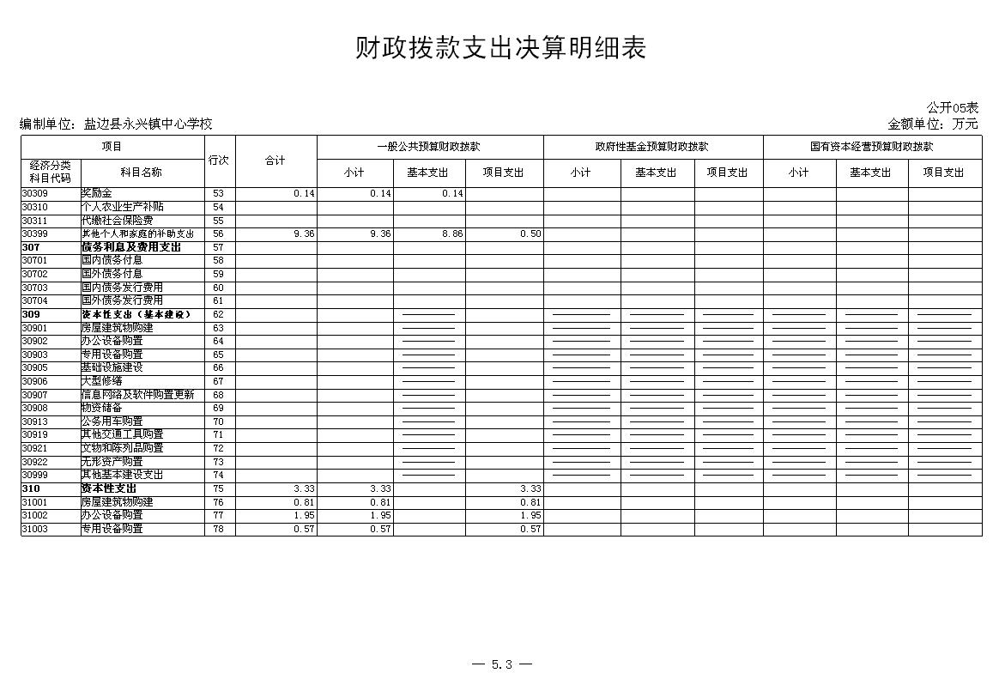 财政拨款支出决算明细表
公开05表
编制单位：盐边县永兴镇中心学校 金额单位：万元
项目 行次 合计 一般公共预算财政拨款 政府性基金预算财政拨款 国有资本经营预算财政拨款
经济分类科目代码 科目名称 小计 基本支出 项目支出 小计 基本支出 项目支出 小计 基本支出 项目支出
30309 奖励金 53 0.14 0.14 0.14
30310 个人农业生产补贴 54
30311 代缴社会保险费 55
30399 其他个人和家庭的补助支出 56 9.36 9.36 8.86 0.50
307 债务利息及费用支出 57
30701 国内债务付息 58
30702 国外债务付息 59
30703 国内债务发行费用 60
30704 国外债务发行费用 61
309 资本性支出（基本建设） 62 ——— ——— ——— ——— ——— ——— ———
30901 房屋建筑物购建 63 ——— ——— ——— ——— ——— ——— ———
30902 办公设备购置 64 ——— ——— ——— ——— ——— ——— ———
30903 专用设备购置 65 ——— ——— ——— ——— ——— ——— ———
30905 基础设施建设 66 ——— ——— ——— ——— ——— ——— ———
30906 大型修缮 67 ——— ——— ——— ——— ——— ——— ———
30907 信息网络及软件购置更新 68 ——— ——— ——— ——— ——— ——— ———
30908 物资储备 69 ——— ——— ——— ——— ——— ——— ———
30913 公务用车购置 70 ——— ——— ——— ——— ——— ——— ———
30919 其他交通工具购置 71 ——— ——— ——— ——— ——— ——— ———
30921 文物和陈列品购置 72 ——— ——— ——— ——— ——— ——— ———
30922 无形资产购置 73 ——— ——— ——— ——— ——— ——— ———
30999 其他基本建设支出 74 ——— ——— ——— ——— ——— ——— ———
310 资本性支出 75 3.33 3.33 3.33
31001 房屋建筑物购建 76 0.81 0.81 0.81
31002 办公设备购置 77 1.95 1.95 1.95
31003 专用设备购置 78 0.57 0.57 0.57
— 5.3 —